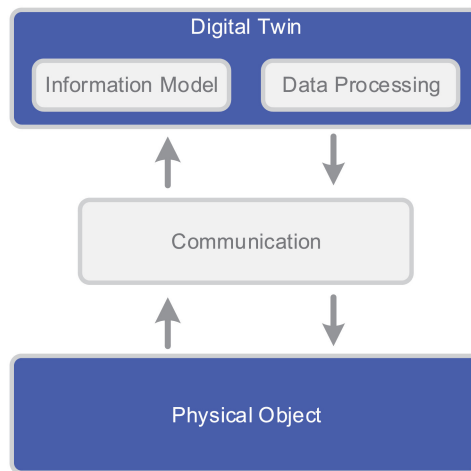 Digital Twin
Information Model
Data Processing
Communication
Physical Object